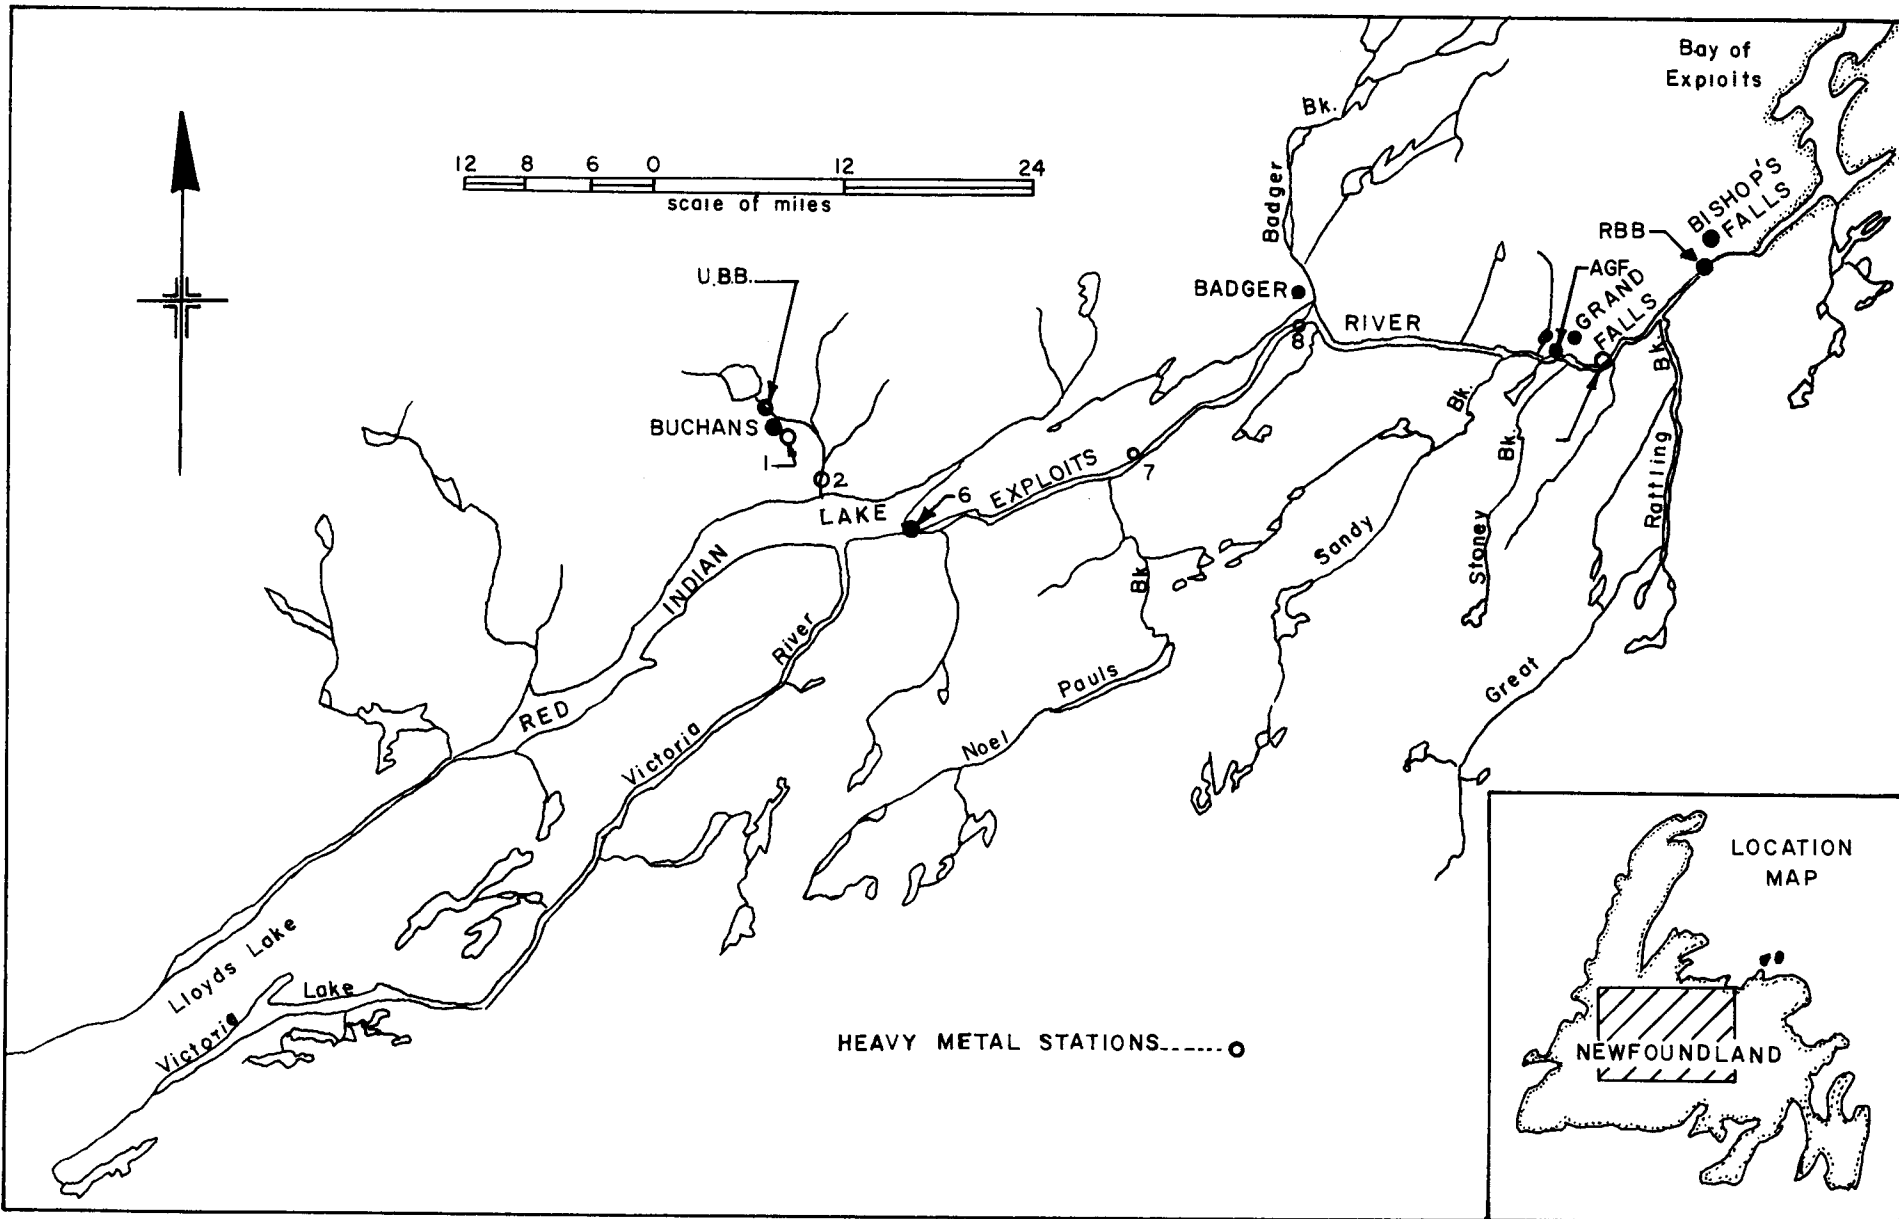 Bay of
Exploits
12 8 6 0 12 24
scale of miles
Bk.
Badger
BISHOP'S
FALLS
RBB
U.B.B.
AGF
BADGER
GRAND
FALLS
RIVER
8
Bk.
Bk.
BUCHANS
1
2
7
6
EXPLOITS
LAKE
INDIAN
RED
Bk.
Rattling
Stoney
Sandy
Bk.
River
Victoria
Pauls
Noel
Great
Lloyds Lake
Lake
Victoria
HEAVY METAL STATIONS
LOCATION
MAP
NEWFOUNDLAND